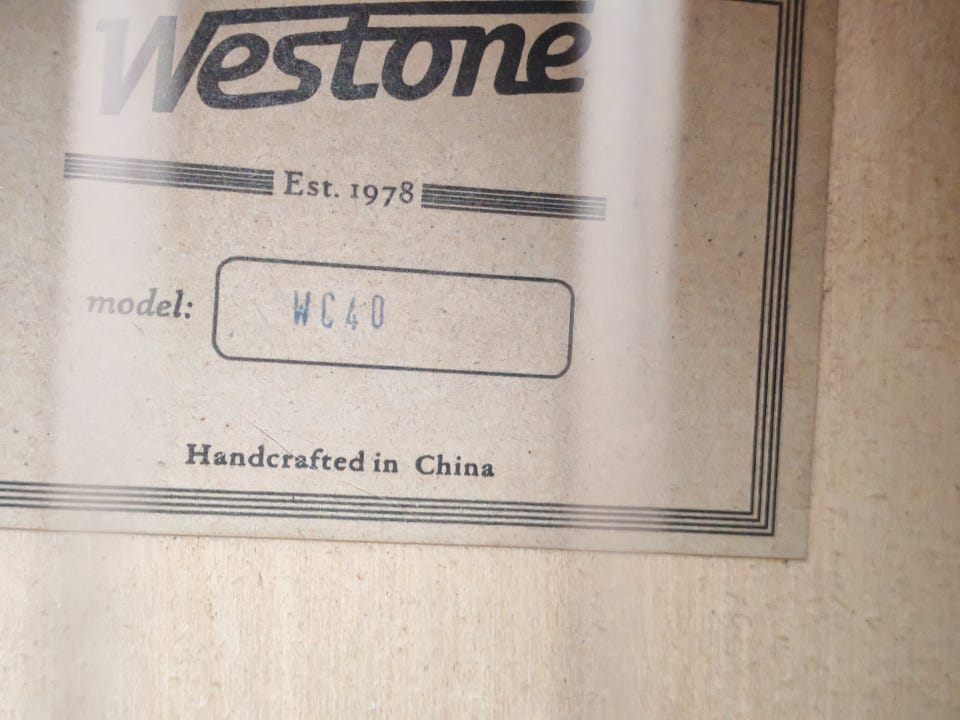 Westone
Est. 1978
model: WC40
Handcrafted in China